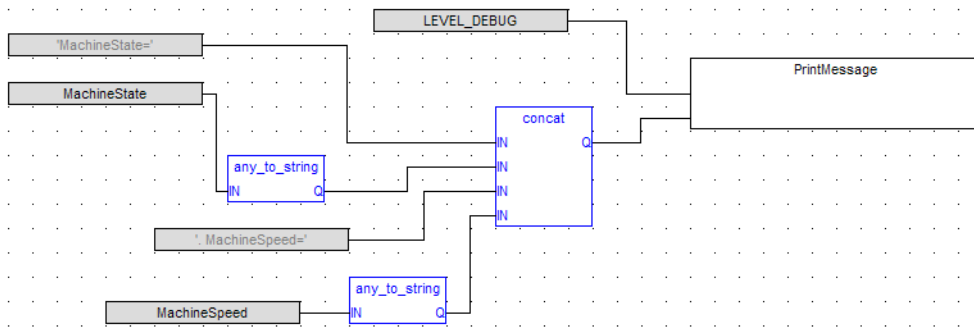 LEVEL_DEBUG
'MachineState='
PrintMessage
MachineState
concat
IN Q
any_to_string
IN
IN Q
IN
IN
'. MachineSpeed='
any_to_string
MachineSpeed
IN Q